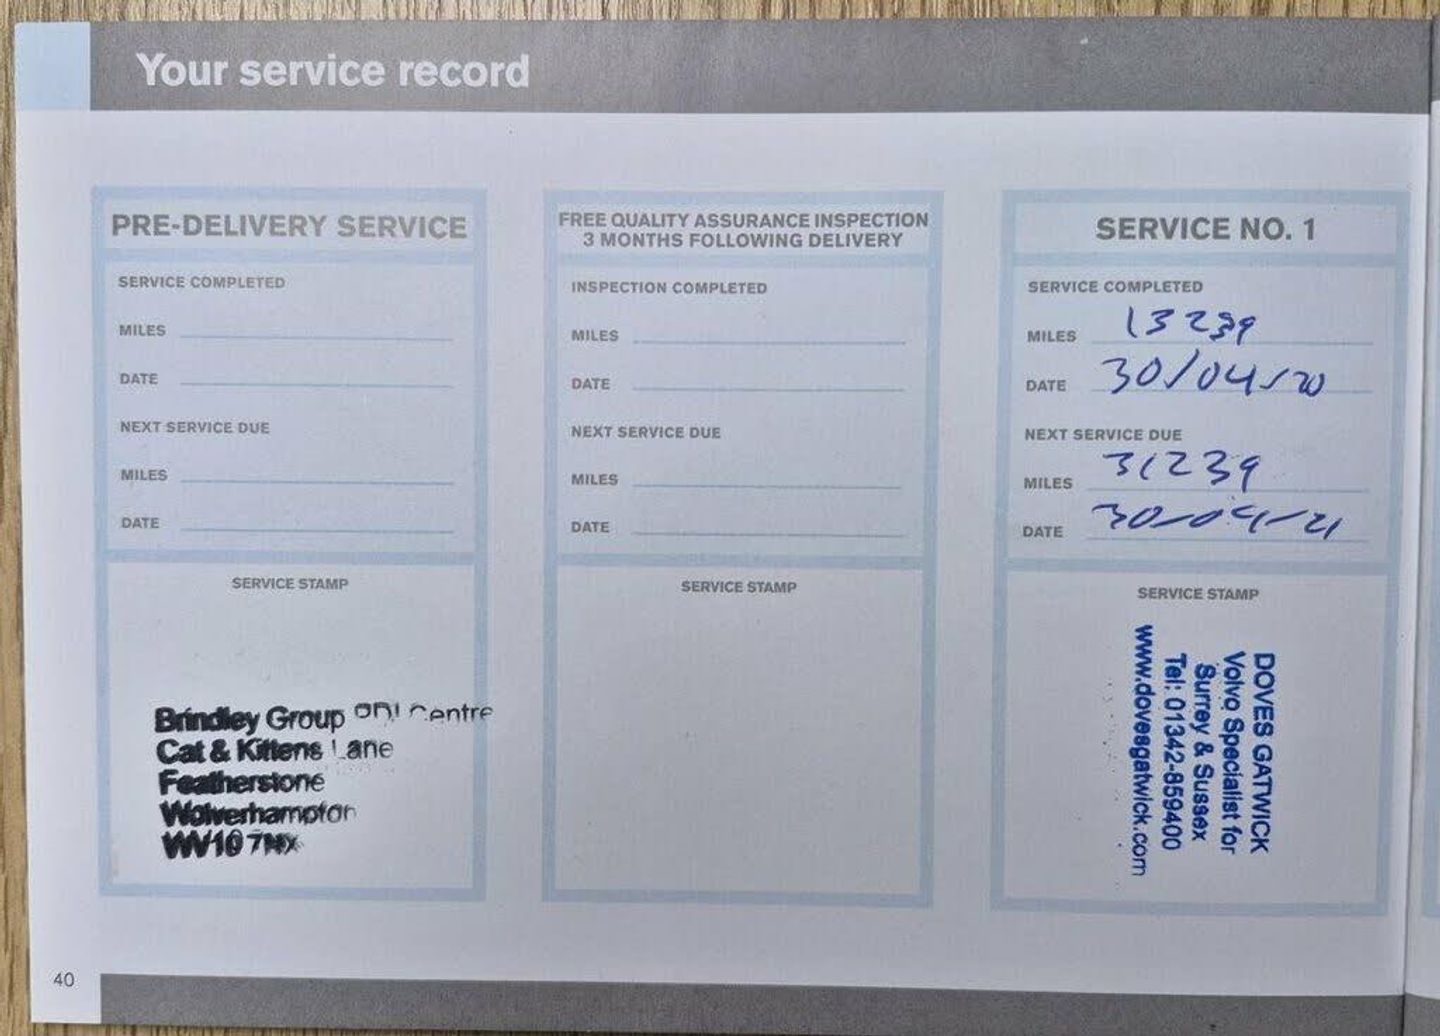 Your service record
PRE-DELIVERY SERVICE
SERVICE COMPLETED
MILES
DATE
NEXT SERVICE DUE
MILES
DATE
SERVICE STAMP
Brindley Group PDI Centre
Cat & Kittens Lane
Featherstone
Wolverhampton
WV10 7NX
FREE QUALITY ASSURANCE INSPECTION
3 MONTHS FOLLOWING DELIVERY
INSPECTION COMPLETED
MILES
DATE
NEXT SERVICE DUE
MILES
DATE
SERVICE STAMP
SERVICE NO. 1
SERVICE COMPLETED
MILES 13239
DATE 30/04/20
NEXT SERVICE DUE
MILES 31239
DATE 30-04-21
SERVICE STAMP
DOVES GATWICK
Volvo Specialist for
Surrey & Sussex
Tel: 01342-859400
www.dovesgatwick.com
40